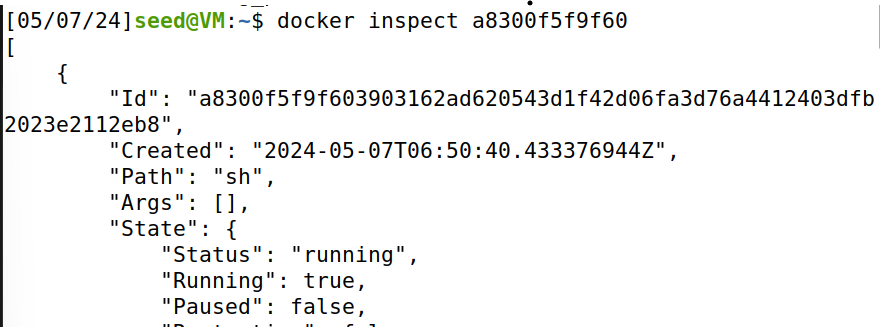 [05/07/24]seed@VM:~$ docker inspect a8300f5f9f60
[
    {
        "Id": "a8300f5f9f603903162ad620543d1f42d06fa3d76a4412403dfb
2023e2112eb8",
        "Created": "2024-05-07T06:50:40.433376944Z",
        "Path": "sh",
        "Args": [],
        "State": {
            "Status": "running",
            "Running": true,
            "Paused": false,